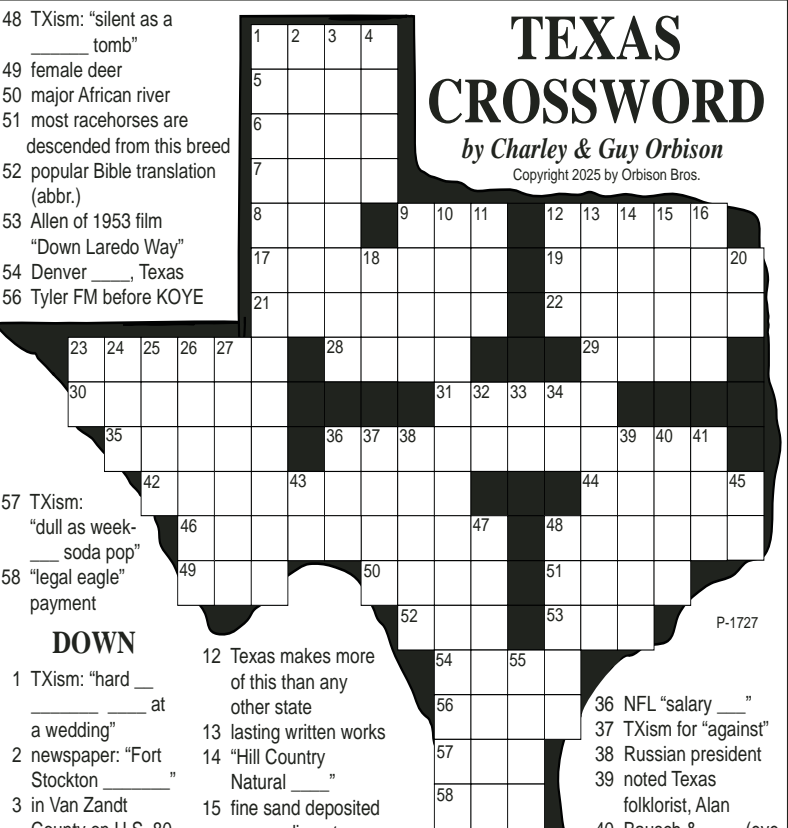 48 TXism: “silent as a
______ tomb”
49 female deer
50 major African river
51 most racehorses are
descended from this breed
52 popular Bible translation
(abbr.)
53 Allen of 1953 film
“Down Laredo Way”
54 Denver ____, Texas
56 Tyler FM before KOYE
TEXAS
CROSSWORD
by Charley & Guy Orbison
Copyright 2025 by Orbison Bros.
1 2 3 4
5
6
7
8 9 10 11 12 13 14 15 16
17 18 19 20
21 22
23 24 25 26 27 28 29
30 31 32 33 34
35 36 37 38 39 40 41
42 43 44 45
46 47 48
49 50 51
52 53
54 55
56
57
58
P-1727
57 TXism:
“dull as week-
___ soda pop”
58 “legal eagle”
payment
DOWN
1 TXism: “hard __
_______ ____ at
a wedding”
2 newspaper: “Fort
Stockton _______”
3 in Van Zandt
County on U.S. 80
12 Texas makes more
of this than any
other state
13 lasting written works
14 “Hill Country
Natural ____”
15 fine sand deposited
36 NFL “salary ___”
37 TXism for “against”
38 Russian president
39 noted Texas
folklorist, Alan
40 Bausch & ____ (eye